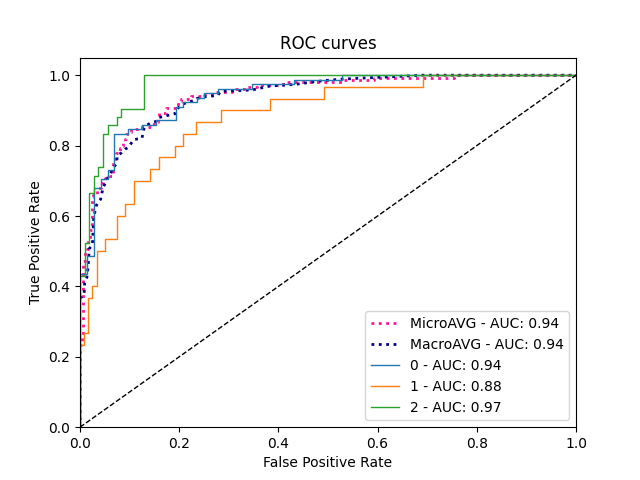 ROC curves
True Positive Rate
1.0
0.8
0.6
0.4
0.2
0.0
MicroAVG - AUC: 0.94
MacroAVG - AUC: 0.94
0 - AUC: 0.94
1 - AUC: 0.88
2 - AUC: 0.97
0.0 0.2 0.4 0.6 0.8 1.0
False Positive Rate